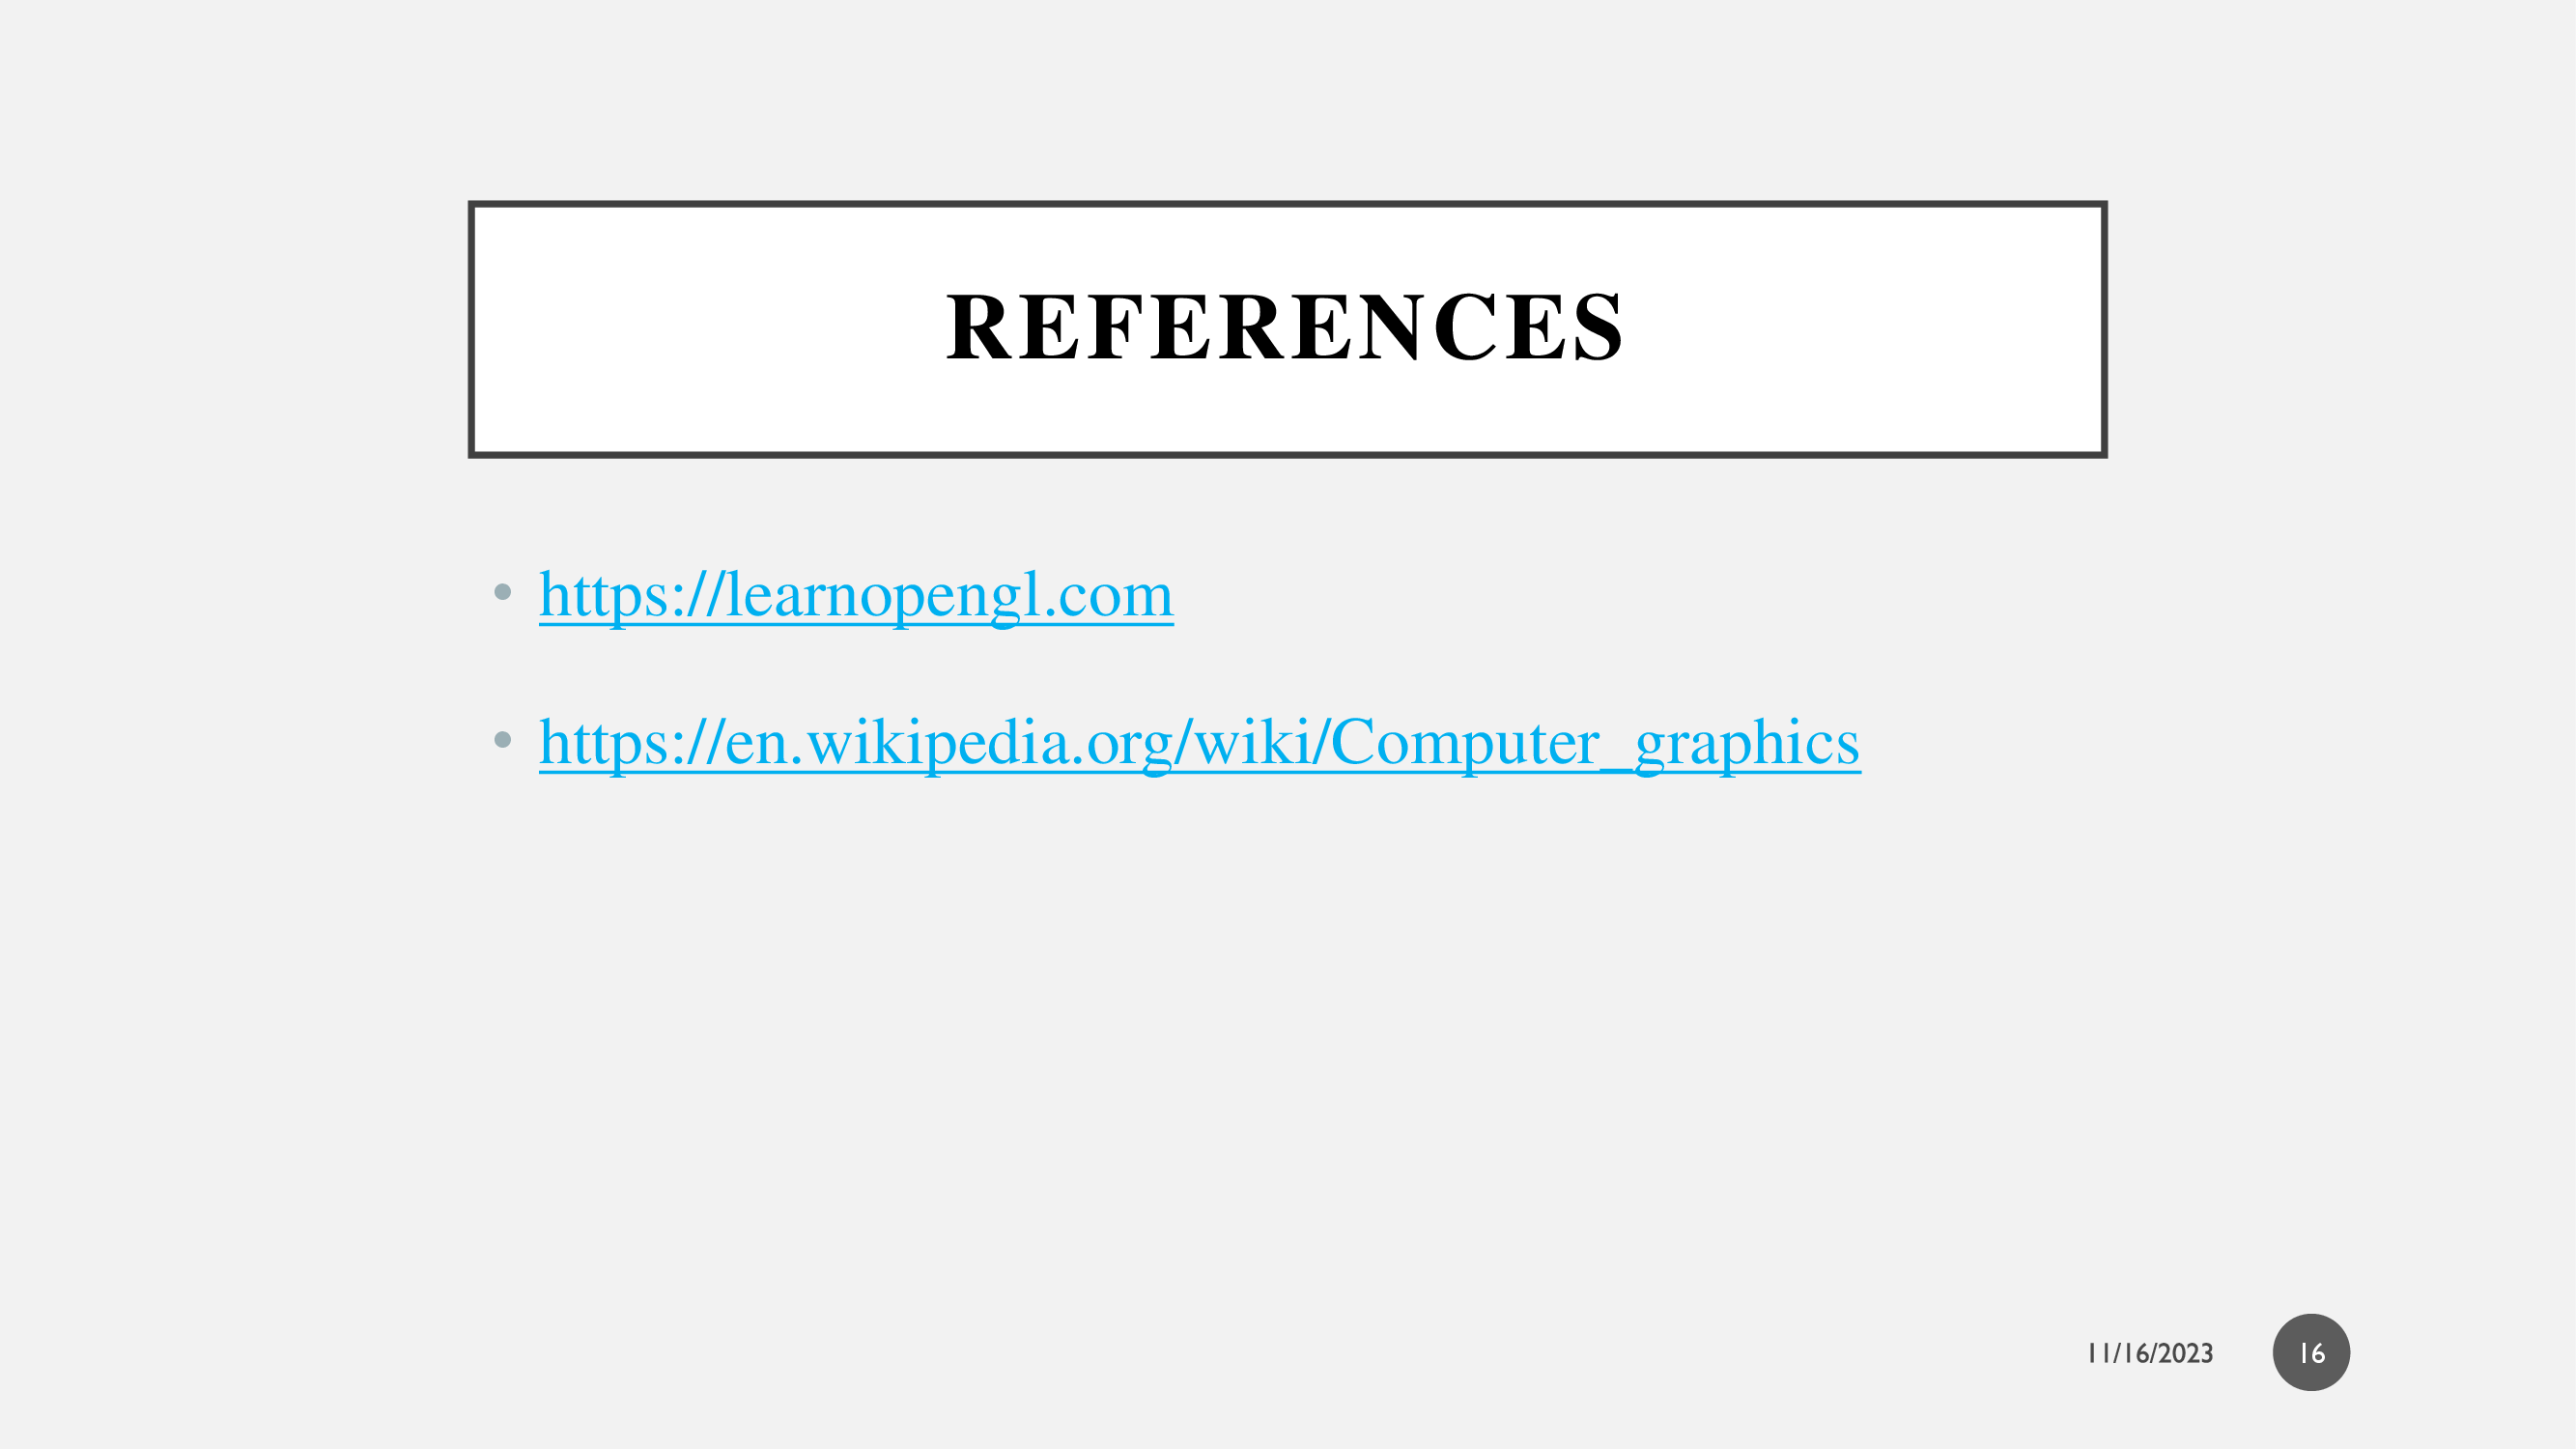 REFERENCES
• https://learnopengl.com
• https://en.wikipedia.org/wiki/Computer_graphics
11/16/2023
16